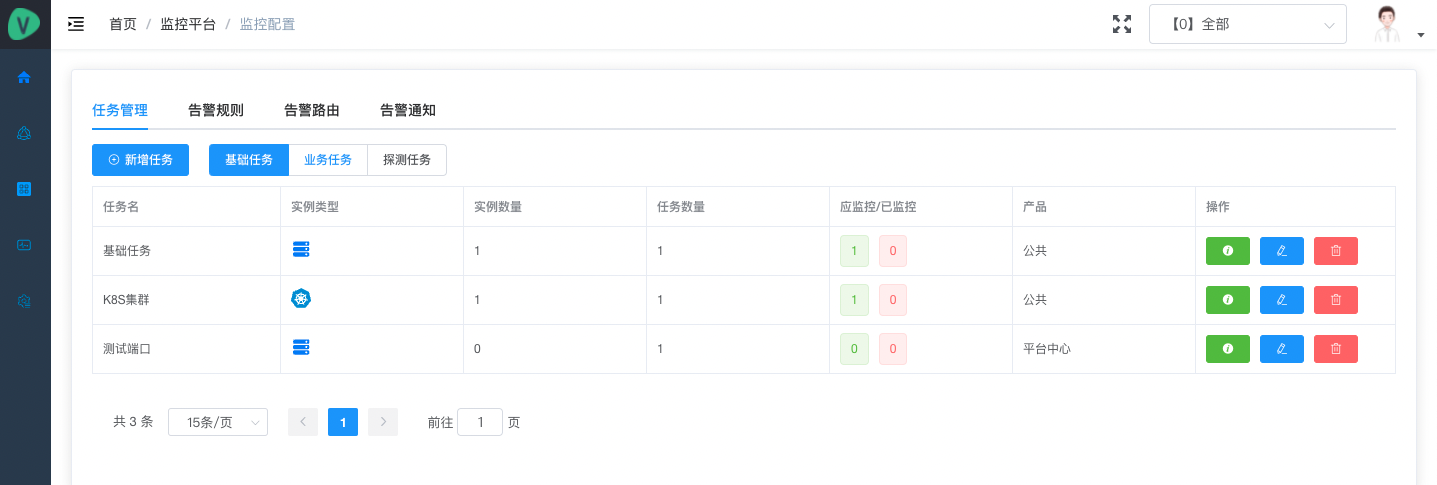 V
首页 / 监控平台 / 监控配置
【0】全部
任务管理 告警规则 告警路由 告警通知
新增任务 基础任务 业务任务 探测任务
任务名 实例类型 实例数量 任务数量 应监控/已监控 产品 操作
基础任务 1 1 1 0 公共
K8S集群 1 1 1 0 公共
测试端口 0 1 0 0 平台中心
共 3 条 15条/页 1 前往 1 页